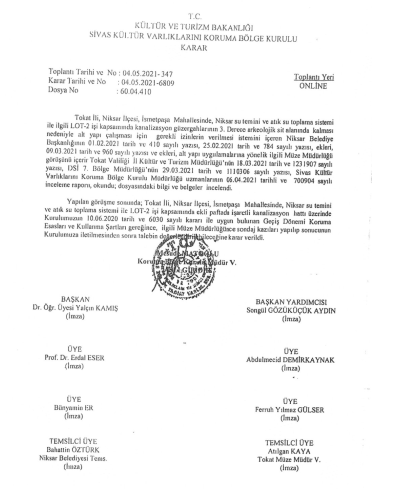 T.C.
KÜLTÜR VE TURİZM BAKANLIĞI
SİVAS KÜLTÜR VARLIKLARINI KORUMA BÖLGE KURULU
KARAR
Toplantı Tarihi ve No : 04.05.2021-347
Karar Tarihi ve No : 04.05.2021-6809
Dosya No : 60.04.410
Toplantı Yeri
ONLINE
Tokat İli, Niksar İlçesi, İsmetpaşa Mahallesinde, Niksar su temini ve atık su toplama sistemi
ile ilgili LOT-2 işi kapsamında kanalizasyon güzergahlarının 3. Derece arkeolojik sit alanında kalması
nedeniyle alt yapı çalışması için gerekli izinlerin verilmesi istemini içeren Niksar Belediye
Başkanlığının 01.02.2021 tarih ve 410 sayılı yazısı, 25.02.2021 tarih ve 784 sayılı yazısı, ekleri,
09.03.2021 tarih ve 960 sayılı yazısı ve ekleri, alt yapı uygulamalarına yönelik ilgili Müze Müdürlüğü
görüşünü içerir Tokat Valiliği İl Kültür ve Turizm Müdürlüğü'nün 18.03.2021 tarih ve 1231907 sayılı
yazısı, DSİ 7. Bölge Müdürlüğü'nün 29.03.2021 tarih ve 1110306 sayılı yazısı, Sivas Kültür
Varlıklarını Koruma Bölge Kurulu Müdürlüğü uzmanlarının 06.04.2021 tarihli ve 700904 sayılı
inceleme raporu, okundu; dosyasındaki bilgi ve belgeler incelendi.
Yapılan görüşme sonunda; Tokat İli, Niksar İlçesi, İsmetpaşa Mahallesinde, Niksar su temini
ve atık su toplama sistemi ile ilgili LOT-2 işi kapsamında ekli paftada işaretli kanalizasyon hattı üzerinde
Kurulumuzun 10.06.2020 tarih ve 6030 sayılı kararı ile uygun bulunan Geçiş Dönemi Koruma
Esasları ve Kullanma Şartları gereğince, ilgili Müze Müdürlüğünce sondaj kazıları yapılıp sonucunun
Kurulumuza iletilmesinden sonra talebin değerlendirilebileceğine karar verildi.
Koruma Bölge Kurulu Müdür V.
BAŞKAN
Dr. Öğr. Üyesi Yalçın KAMIŞ
(İmza)
BAŞKAN YARDIMCISI
Songül GÖZÜKÜÇÜK AYDIN
(İmza)
ÜYE
Prof. Dr. Erdal ESER
(İmza)
ÜYE
Abdulmecid DEMİRKAYNAK
(İmza)
ÜYE
Bünyamin ER
(İmza)
ÜYE
Ferruh Yılmaz GÜLSER
(İmza)
TEMSİLCİ ÜYE
Bahattin ÖZTÜRK
Niksar Belediyesi Tems.
(İmza)
TEMSİLCİ ÜYE
Atılgan KAYA
Tokat Müze Müdür V.
(İmza)